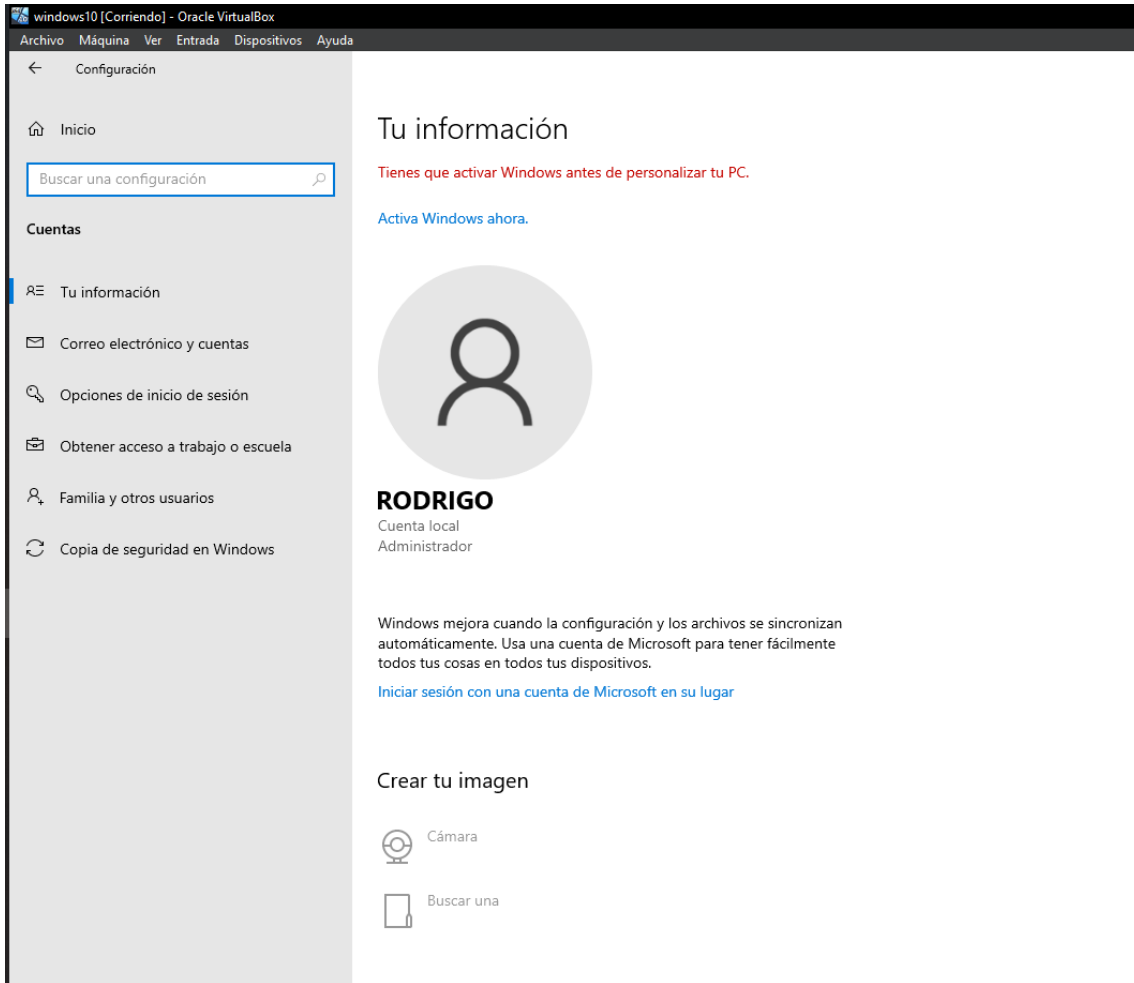 windows10 [Corriendo] - Oracle VirtualBox
Archivo Máquina Ver Entrada Dispositivos Ayuda
Configuración
Inicio
Buscar una configuración
Cuentas
Tu información
Correo electrónico y cuentas
Opciones de inicio de sesión
Obtener acceso a trabajo o escuela
Familia y otros usuarios
Copia de seguridad en Windows
Tu información
Tienes que activar Windows antes de personalizar tu PC.
Activa Windows ahora.
RODRIGO
Cuenta local
Administrador
Windows mejora cuando la configuración y los archivos se sincronizan
automáticamente. Usa una cuenta de Microsoft para tener fácilmente
todos tus cosas en todos tus dispositivos.
Iniciar sesión con una cuenta de Microsoft en su lugar
Crear tu imagen
Cámara
Buscar una